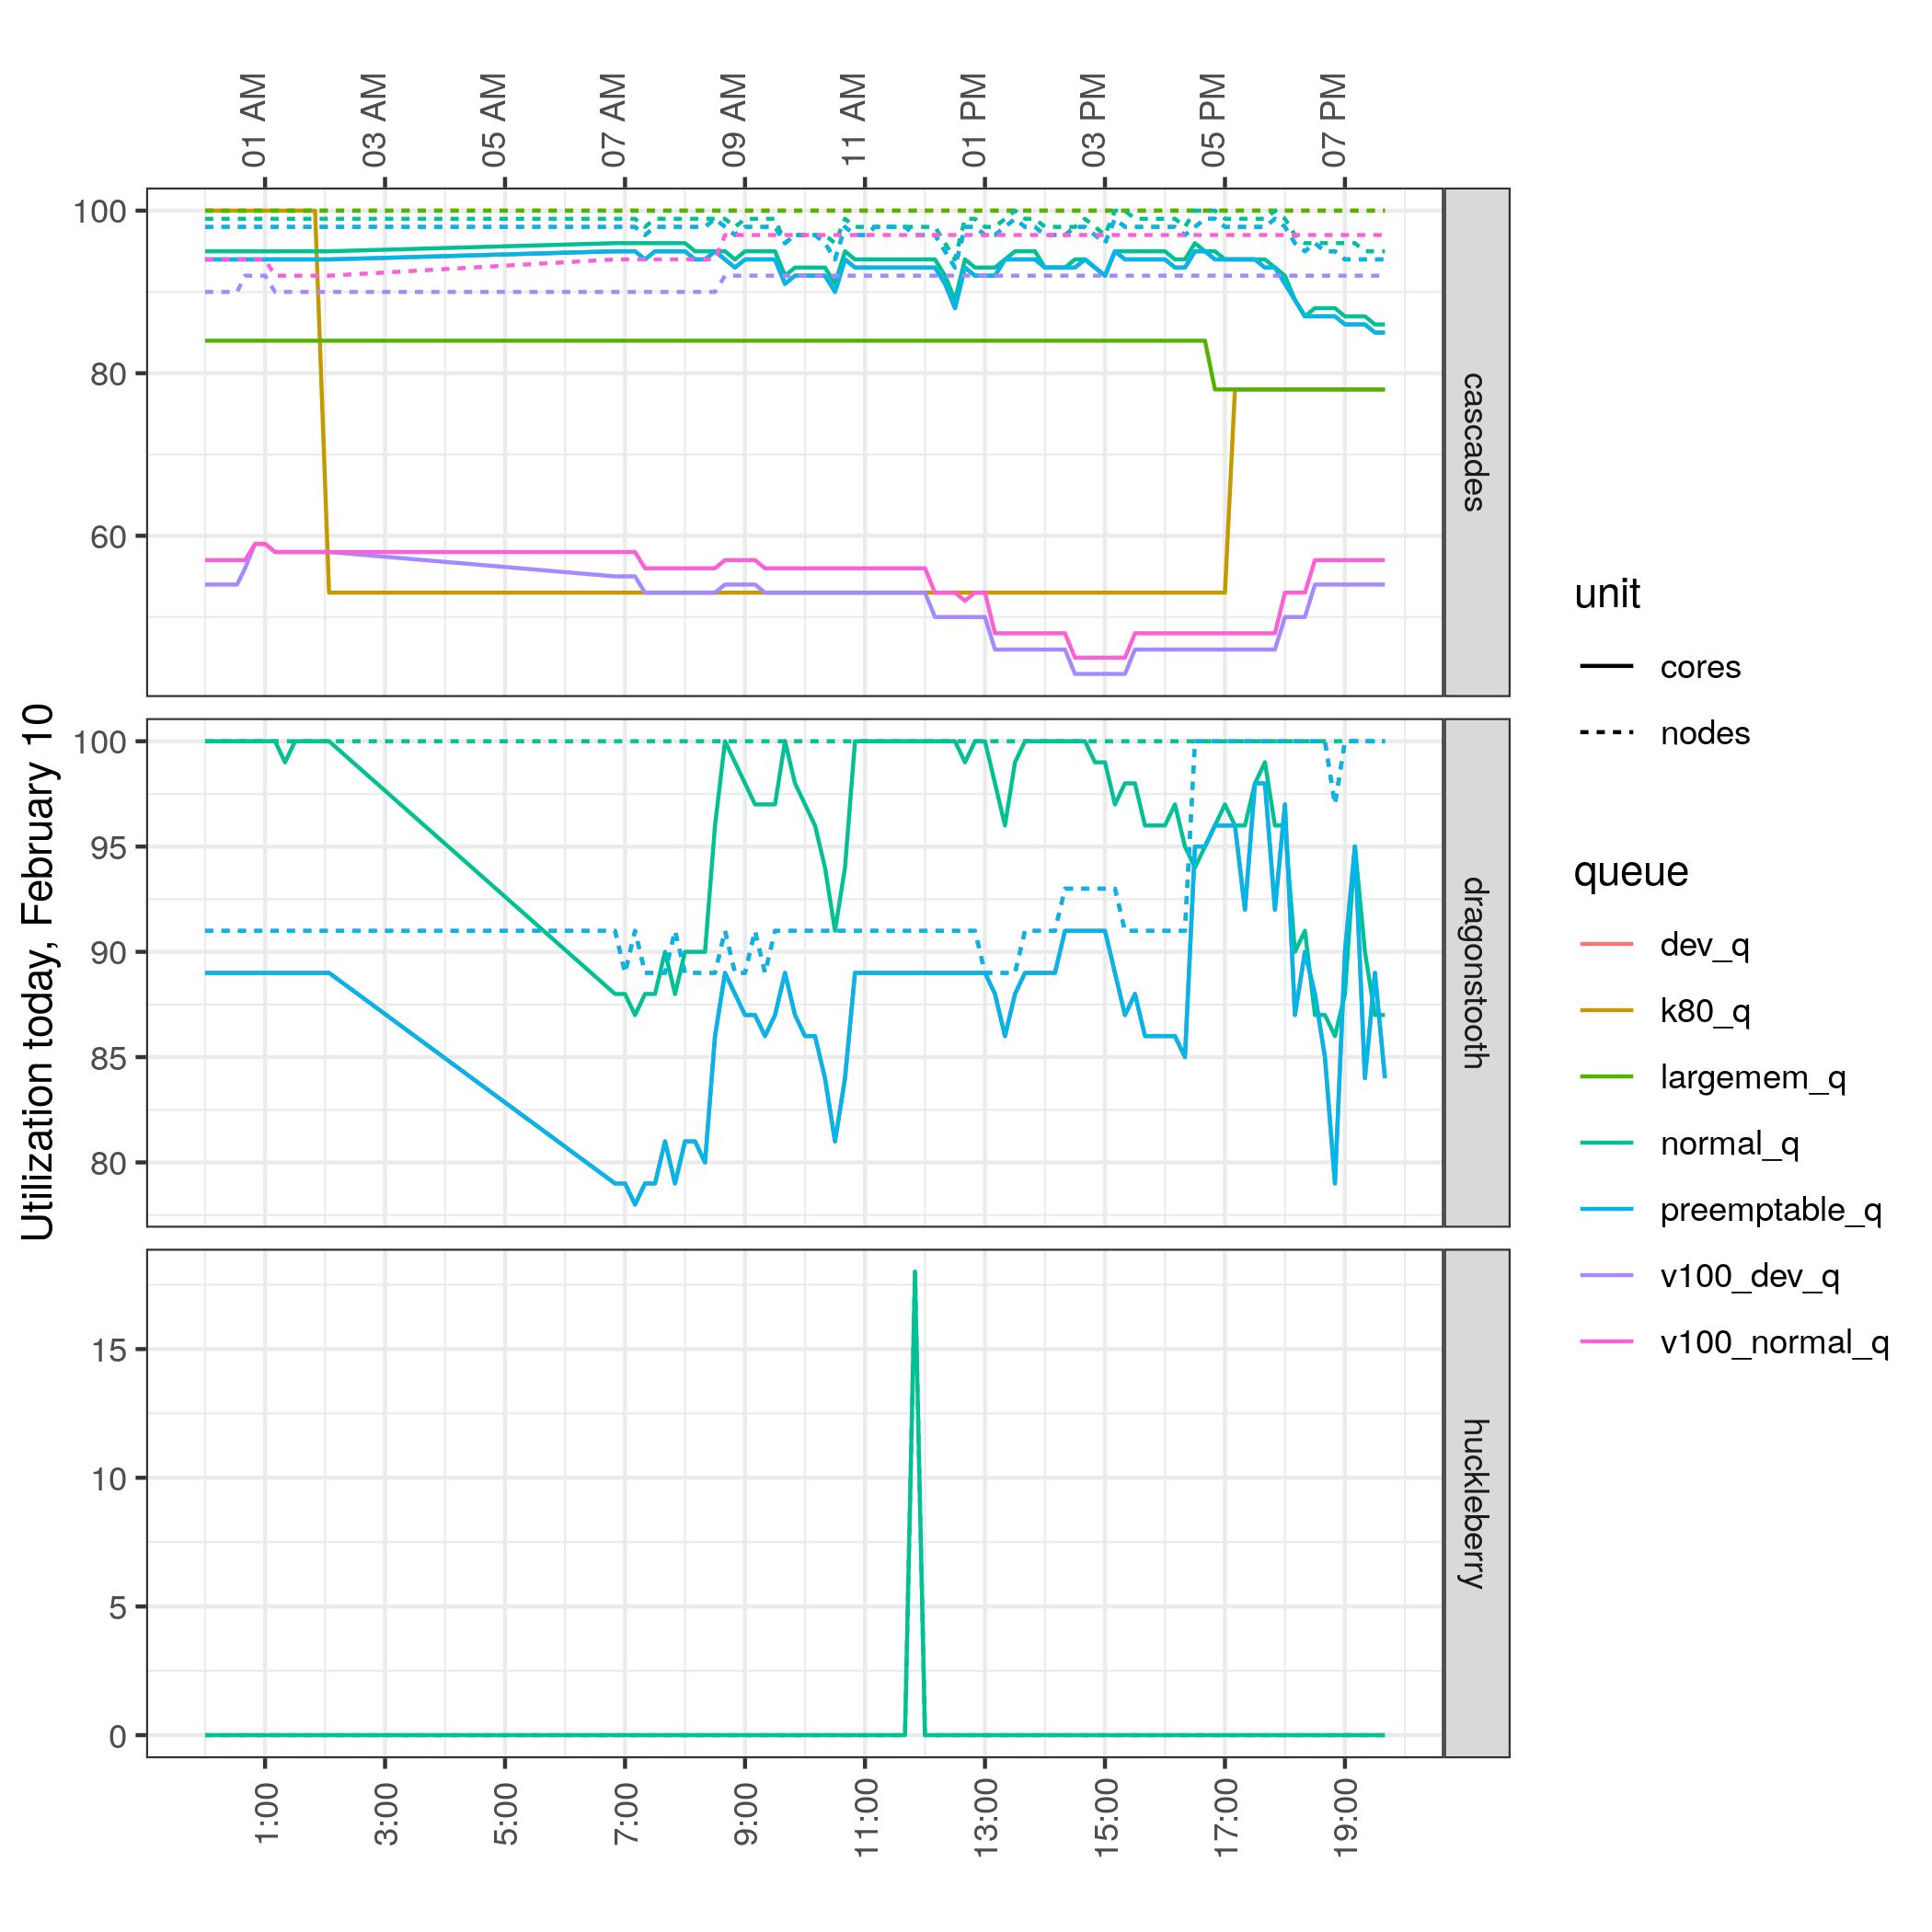 01 AM
03 AM
05 AM
07 AM
09 AM
11 AM
01 PM
03 PM
05 PM
07 PM
Utilization today, February 10
100
80
60
cascades
100
95
90
85
80
dragonstooth
15
10
5
0
huckleberry
1:00
3:00
5:00
7:00
9:00
11:00
13:00
15:00
17:00
19:00
unit
cores
nodes
queue
dev_q
k80_q
largemem_q
normal_q
preemptable_q
v100_dev_q
v100_normal_q